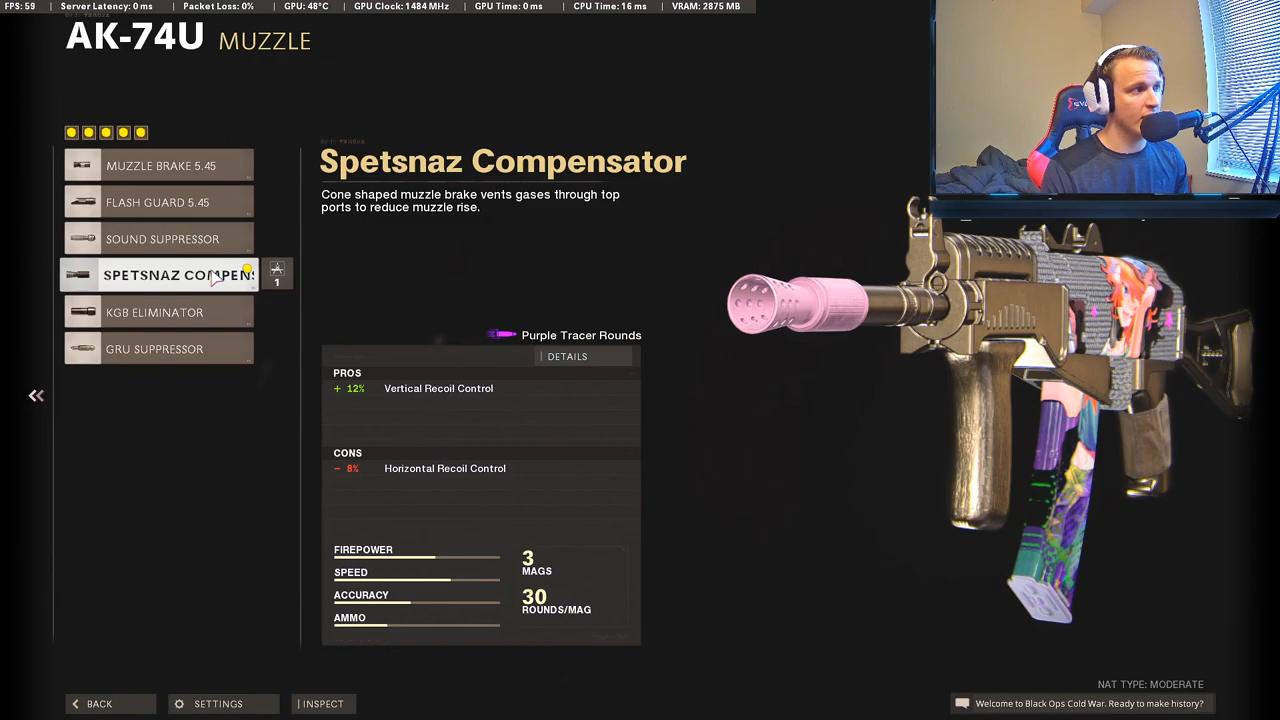 FPS: 59 | Server Latency: 0 ms | Packet Loss: 0% | GPU: 48°C | GPU Clock: 1484 MHz | GPU Time: 0 ms | CPU Time: 16 ms | VRAM: 2875 MB
AK-74U MUZZLE
MUZZLE BRAKE 5.45
FLASH GUARD 5.45
SOUND SUPPRESSOR
SPETSNAZ COMPENS
1
KGB ELIMINATOR
GRU SUPPRESSOR
Spetsnaz Compensator
Cone shaped muzzle brake vents gases through top
ports to reduce muzzle rise.
Purple Tracer Rounds
DETAILS
PROS
+ 12% Vertical Recoil Control
CONS
- 8% Horizontal Recoil Control
FIREPOWER
SPEED
ACCURACY
AMMO
3
MAGS
30
ROUNDS/MAG
BACK
SETTINGS
INSPECT
NAT TYPE: MODERATE
Welcome to Black Ops Cold War. Ready to make history?